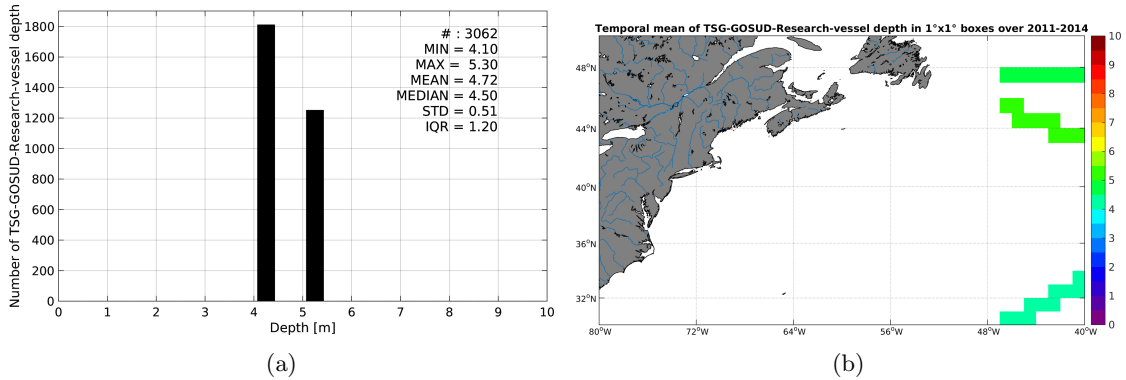 Number of TSG-GOSUD-Research-vessel depth
1800
1600
1400
1200
1000
800
600
400
200
0
# : 3062
MIN = 4.10
MAX = 5.30
MEAN = 4.72
MEDIAN = 4.50
STD = 0.51
IQR = 1.20
0 1 2 3 4 5 6 7 8 9 10
Depth [m]
(a)
Temporal mean of TSG-GOSUD-Research-vessel depth in 1°x1° boxes over 2011-2014
48°N
44°N
40°N
36°N
32°N
80°W 72°W 64°W 56°W 48°W 40°W
10
9
8
7
6
5
4
3
2
1
0
(b)